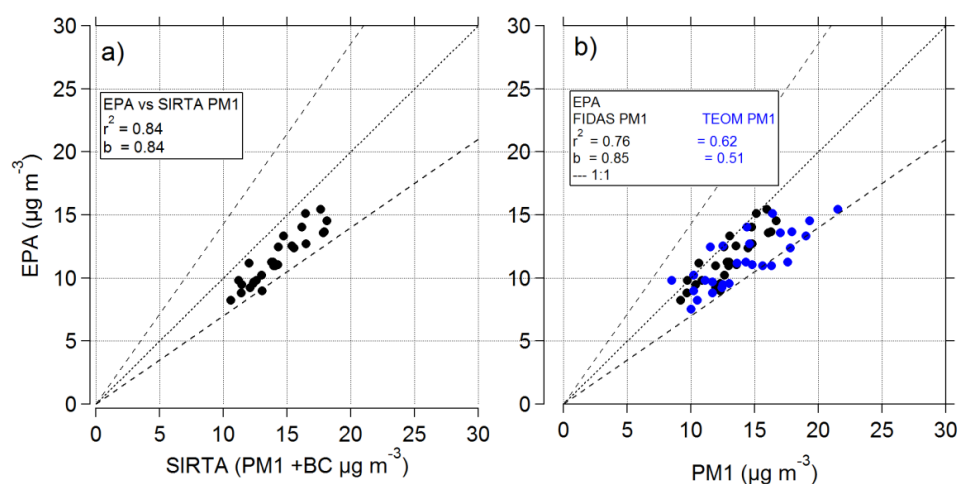 a)
EPA vs SIRTA PM1
r² = 0.84
b = 0.84
EPA (µg m⁻³)
30
25
20
15
10
5
0
0 5 10 15 20 25 30
SIRTA (PM1 +BC µg m⁻³)
b)
EPA
FIDAS PM1 TEOM PM1
r² = 0.76 = 0.62
b = 0.85 = 0.51
--- 1:1
30
25
20
15
10
5
0
0 5 10 15 20 25 30
PM1 (µg m⁻³)